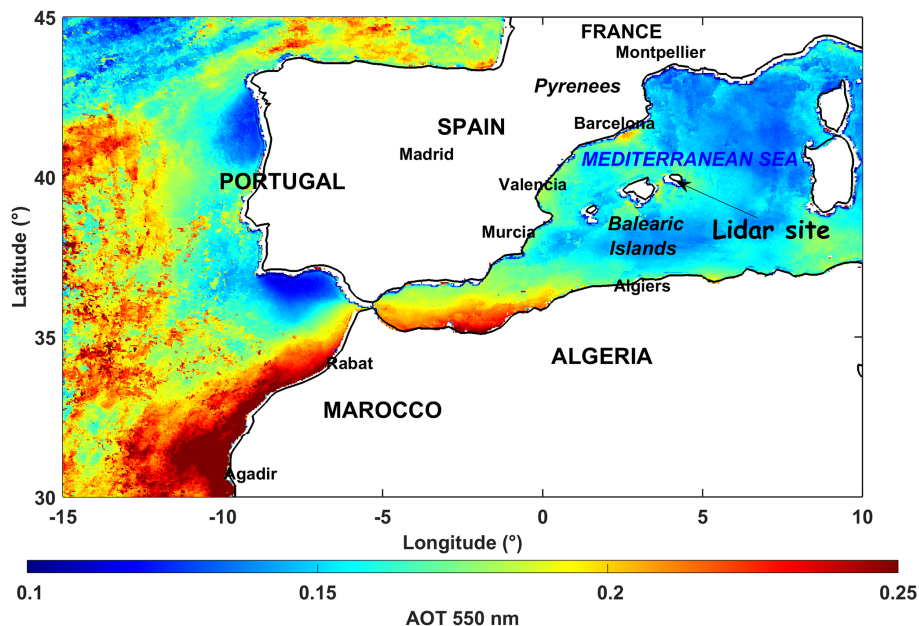 45
FRANCE
Montpellier
Pyrenees
Barcelona
SPAIN
Madrid
MEDITERRANEAN SEA
40
PORTUGAL
Valencia
Murcia
Balearic
Islands
Lidar site
Latitude (°)
Algiers
35
Rabat
ALGERIA
MAROCCO
Agadir
30
-15 -10 -5 0 5 10
Longitude (°)
0.1 0.15 0.2 0.25
AOT 550 nm